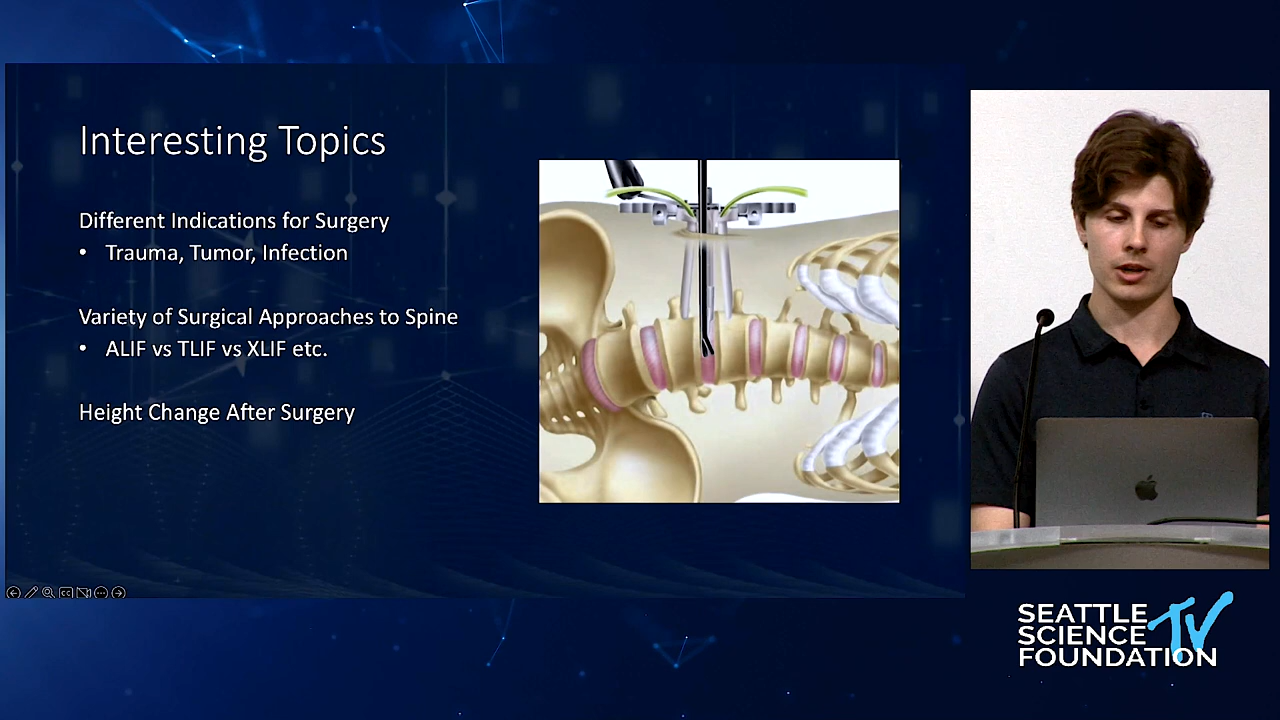 Interesting Topics
Different Indications for Surgery
• Trauma, Tumor, Infection
Variety of Surgical Approaches to Spine
• ALIF vs TLIF vs XLIF etc.
Height Change After Surgery
SEATTLE
SCIENCE TV
FOUNDATION